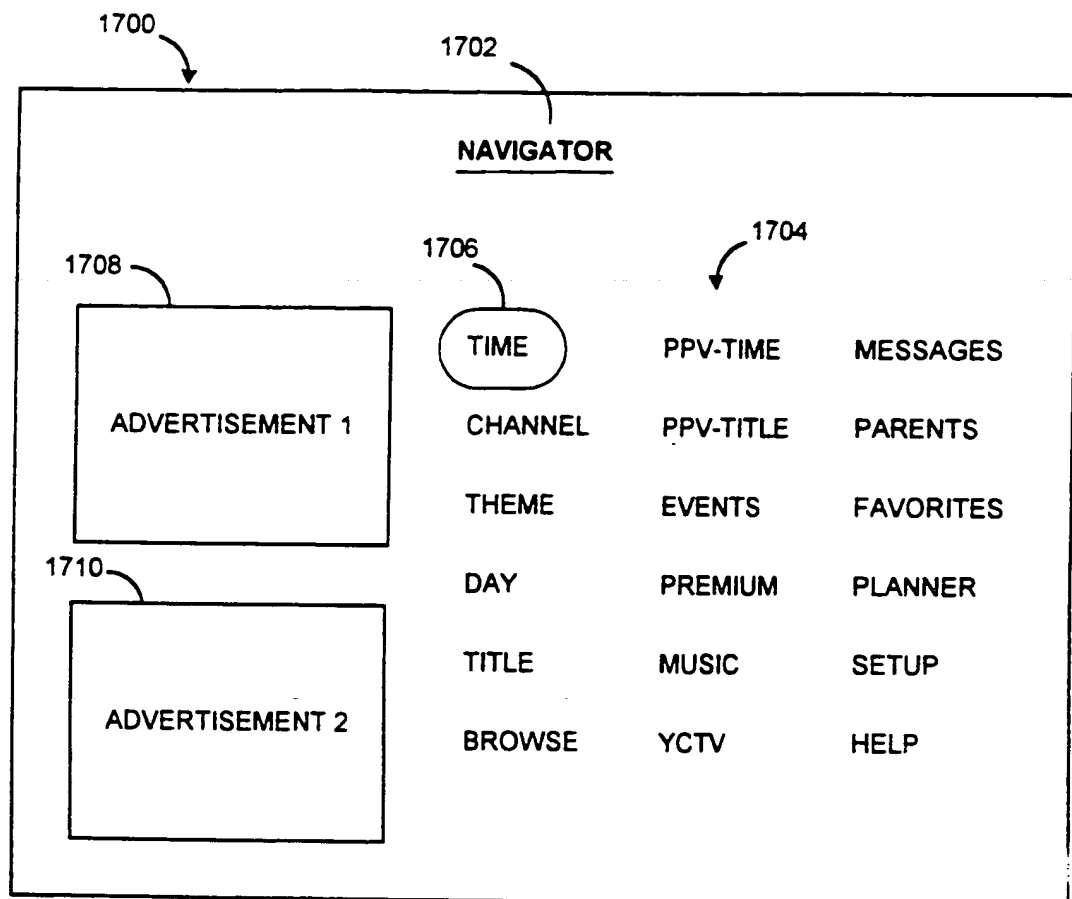 1700
1702
NAVIGATOR
1704
1706
1708
TIME PPV-TIME MESSAGES
ADVERTISEMENT 1
CHANNEL PPV-TITLE PARENTS
THEME EVENTS FAVORITES
1710
DAY PREMIUM PLANNER
TITLE MUSIC SETUP
ADVERTISEMENT 2
BROWSE YCTV HELP